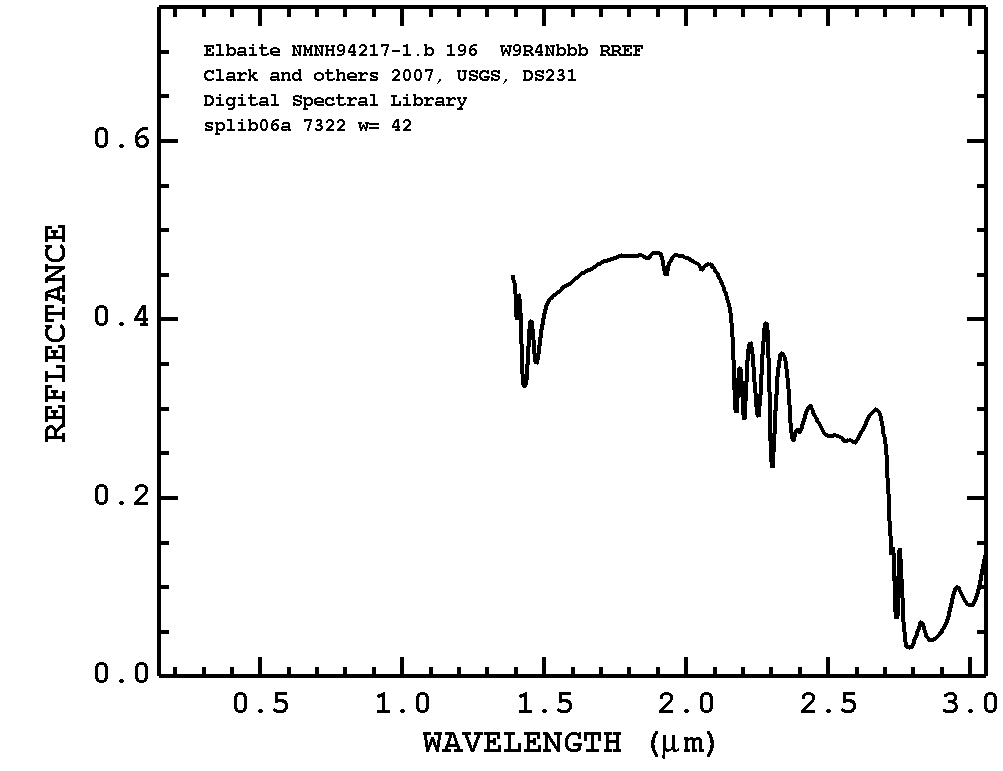 Elbaite NMNH94217-1.b 196 W9R4Nbbb RREF
Clark and others 2007, USGS, DS231
Digital Spectral Library
splib06a 7322 w= 42
0.6
0.4
0.2
0.0
REFLECTANCE
0.5 1.0 1.5 2.0 2.5 3.0
WAVELENGTH (μm)